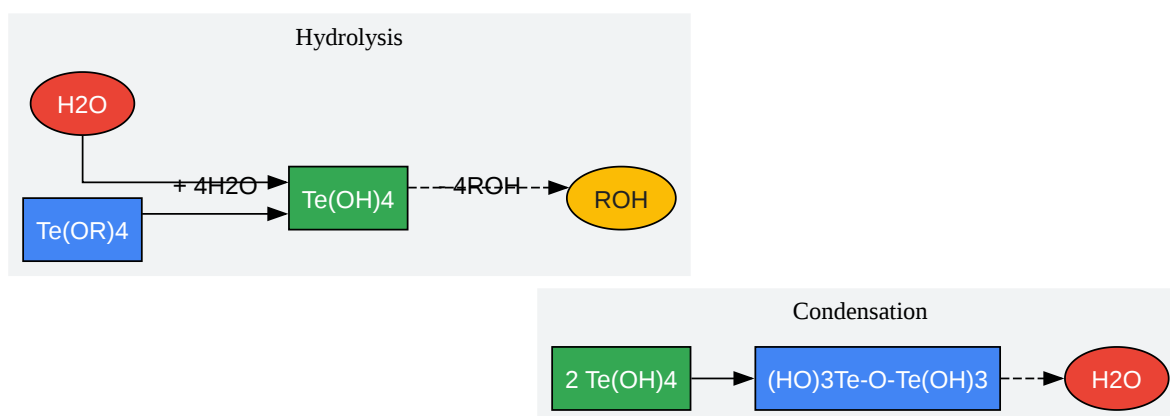 Hydrolysis
H2O
+ 4H2O
Te(OH)4
- 4ROH
ROH
Te(OR)4
Condensation
2 Te(OH)4
(HO)3Te-O-Te(OH)3
H2O